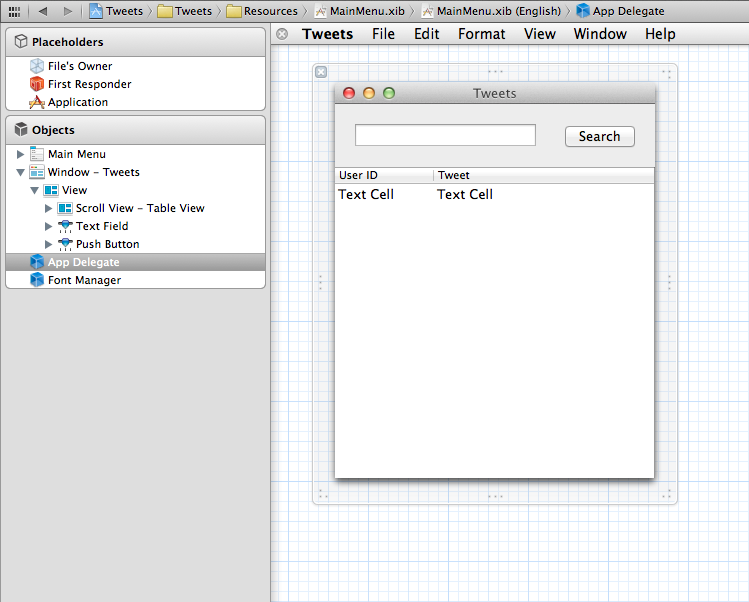 Tweets Tweets Resources MainMenu.xib MainMenu.xib (English) App Delegate
Placeholders
File's Owner
First Responder
Application
Objects
Main Menu
Window – Tweets
View
Scroll View – Table View
Text Field
Push Button
App Delegate
Font Manager
Tweets File Edit Format View Window Help
Tweets
Search
User ID Tweet
Text Cell Text Cell